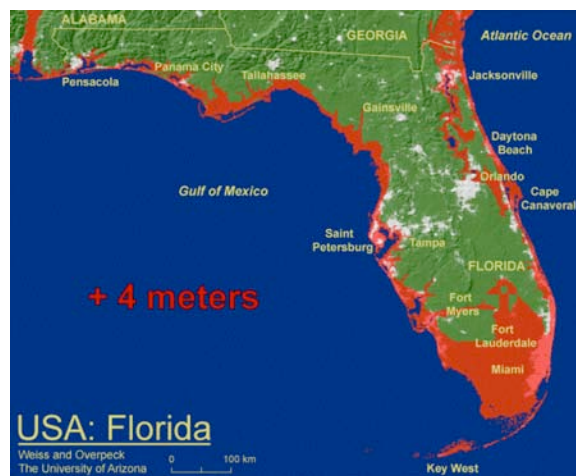 ALABAMA
GEORGIA
Atlantic Ocean
Panama City
Tallahassee
Jacksonville
Pensacola
Gainsville
Daytona
Beach
Orlando
Cape
Canaveral
Gulf of Mexico
Saint
Petersburg
Tampa
FLORIDA
+ 4 meters
Fort
Myers
Fort
Lauderdale
Miami
USA: Florida
Weiss and Overpeck
The University of Arizona
0 100 km
Key West